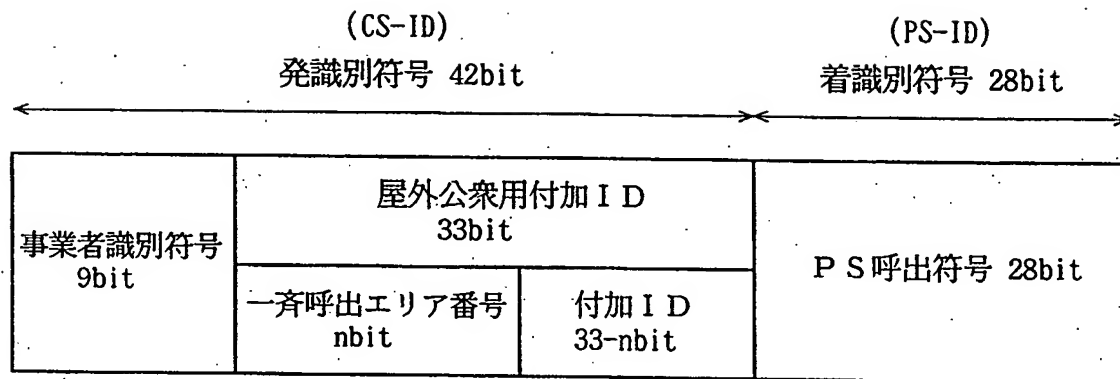 (CS-ID)
発識別符号 42bit
(PS-ID)
着識別符号 28bit
事業者識別符号
9bit
屋外公衆用付加ID
33bit
一斉呼出エリア番号
nbit
付加ID
33-nbit
PS呼出符号 28bit